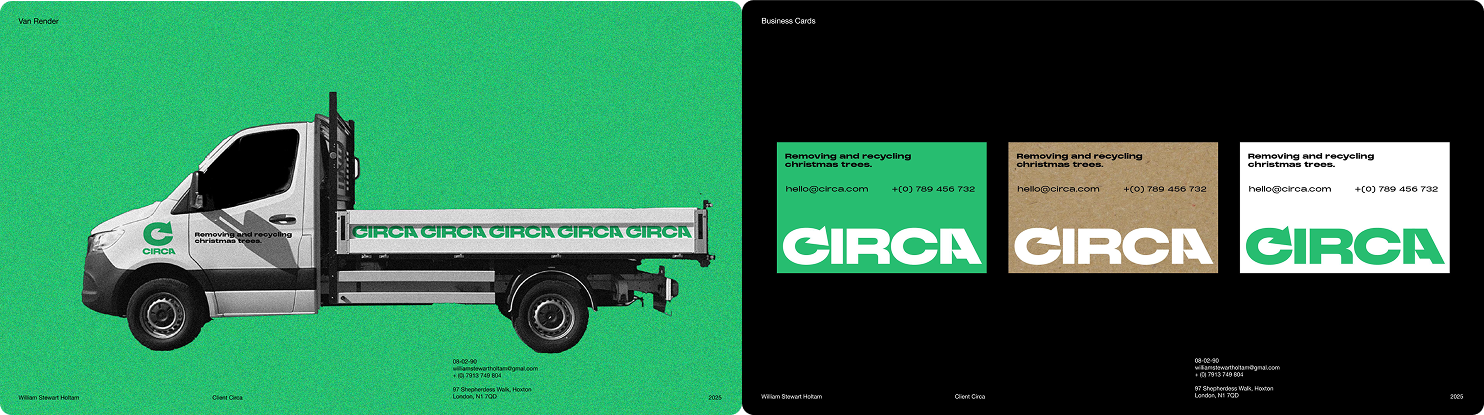 Van Render
CIRCA
Removing and recycling
christmas trees.
CIRCA CIRCA CIRCA CIRCA CIRCA
08-02-90
williamstewartholtam@gmal.com
+ (0) 7913 749 804
97 Shepherdess Walk, Hoxton
London, N1 7QD
William Stewart Holtam
Client Circa
2025
Business Cards
Removing and recycling
christmas trees.
hello@circa.com
+(0) 789 456 732
CIRCA
Removing and recycling
christmas trees.
hello@circa.com
+(0) 789 456 732
CIRCA
Removing and recycling
christmas trees.
hello@circa.com
+(0) 789 456 732
CIRCA
08-02-90
williamstewartholtam@gmal.com
+ (0) 7913 749 804
97 Shepherdess Walk, Hoxton
London, N1 7QD
William Stewart Holtam
Client Circa
2025